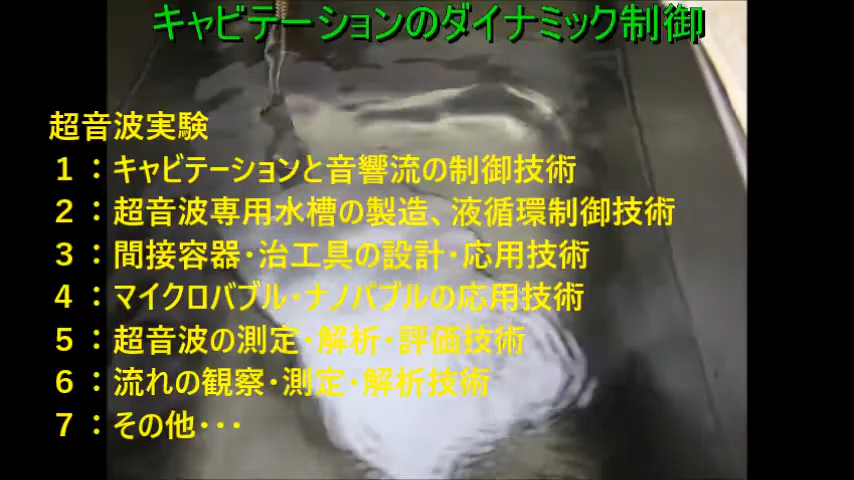 キャビテーションのダイナミック制御
超音波実験
１：キャビテーションと音響流の制御技術
２：超音波専用水槽の製造、液循環制御技術
３：間接容器・治工具の設計・応用技術
４：マイクロバブル・ナノバブルの応用技術
５：超音波の測定・解析・評価技術
６：流れの観察・測定・解析技術
７：その他・・・